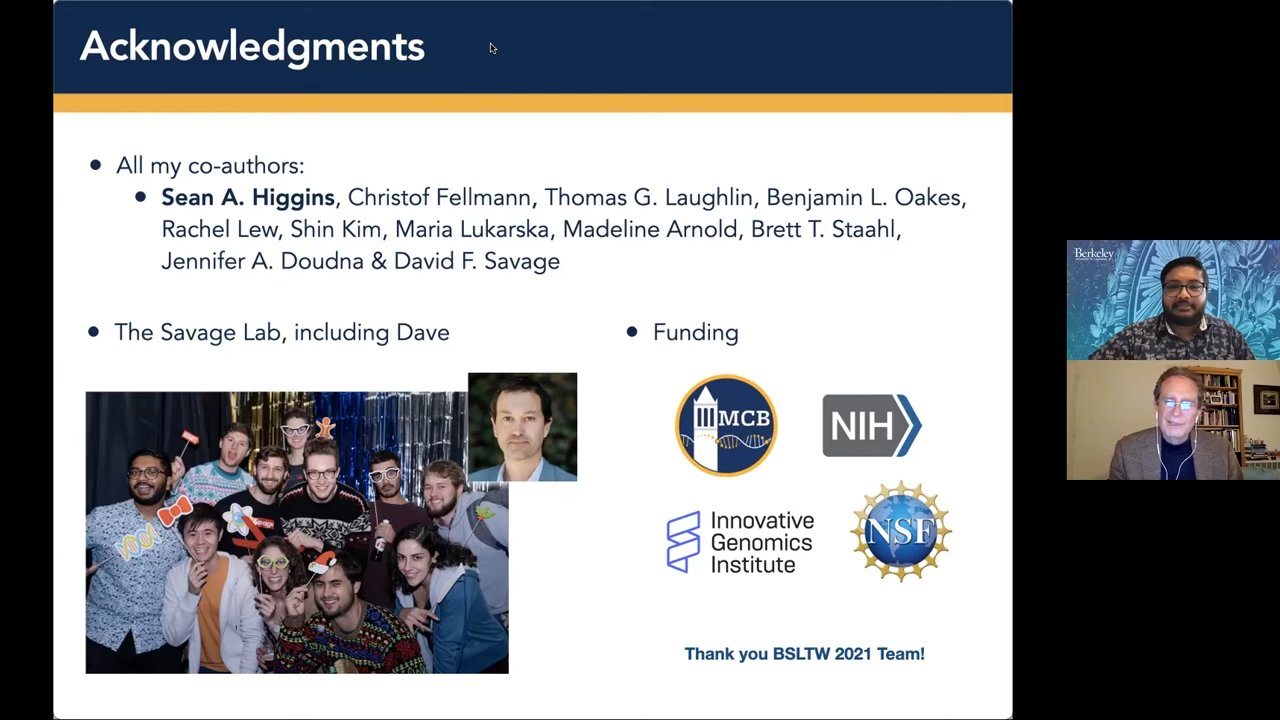 Acknowledgments
All my co-authors:
Sean A. Higgins, Christof Fellmann, Thomas G. Laughlin, Benjamin L. Oakes,
Rachel Lew, Shin Kim, Maria Lukarska, Madeline Arnold, Brett T. Staahl,
Jennifer A. Doudna & David F. Savage
The Savage Lab, including Dave
Funding
MCB
NIH
Innovative
Genomics
Institute
NSF
Thank you BSLTW 2021 Team!
Berkeley